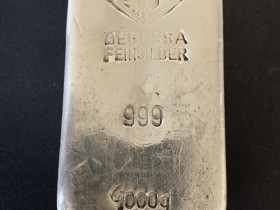 DEGUSSA
FEINSILBER
999
1000g